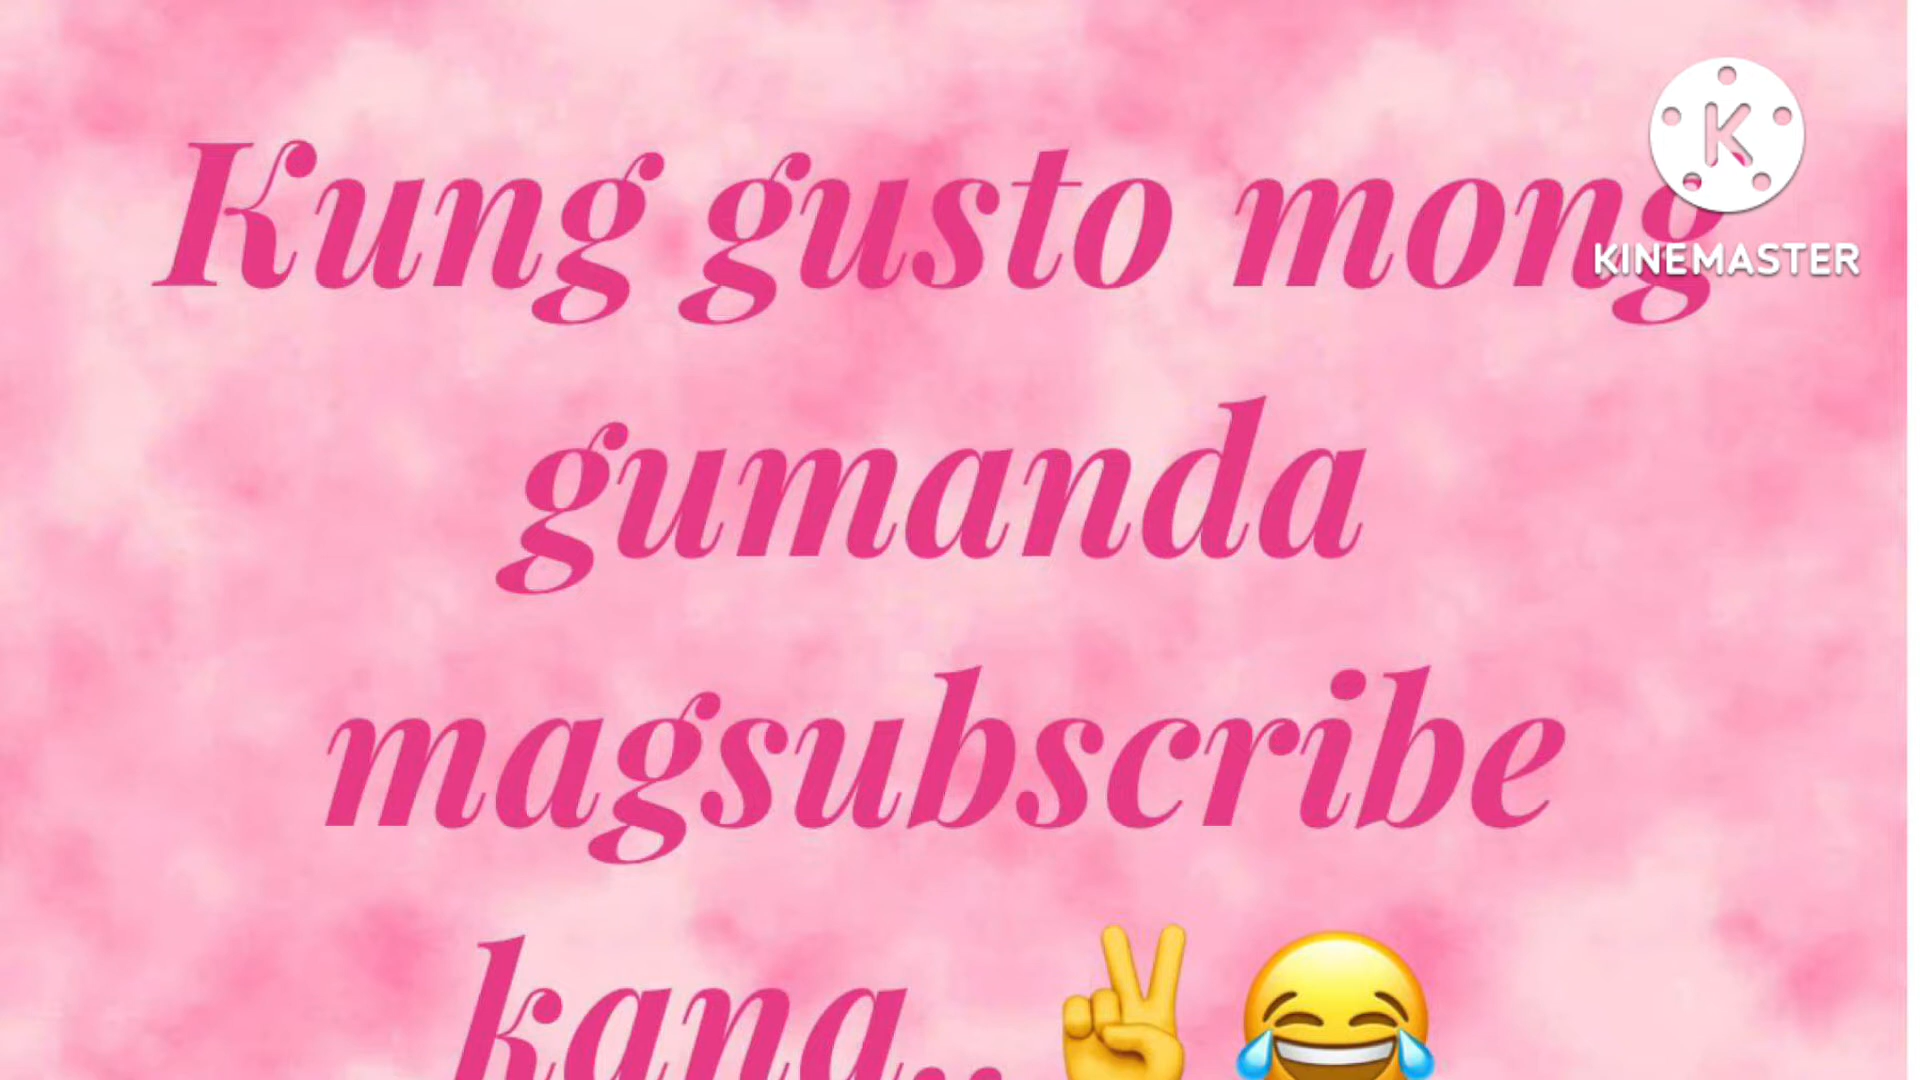 Kung gusto mong
KINEMASTER
gumanda
magsubscribe
kana.. ✌😂